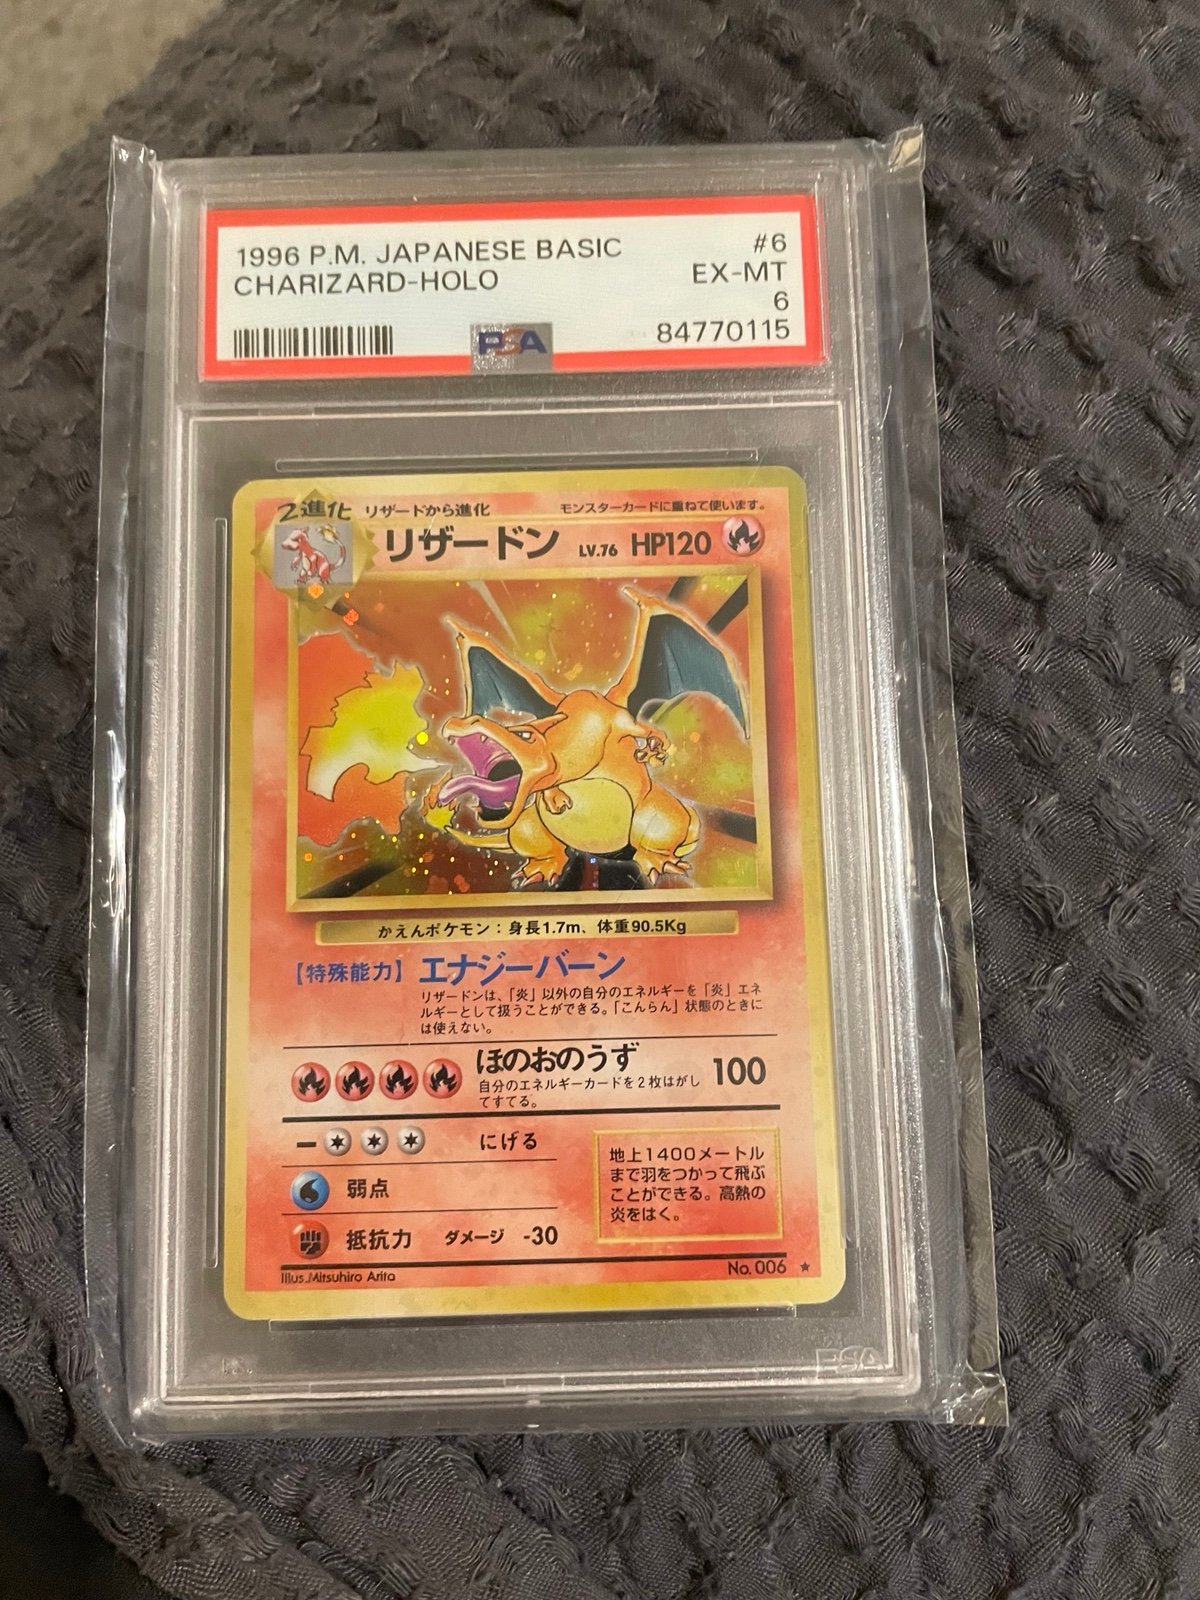 1996 P.M. JAPANESE BASIC #6
CHARIZARD-HOLO EX-MT
6
PSA 84770115
2進化 リザードから進化 モンスターカードに重ねて使います。
リザードン LV.76 HP120
かえんポケモン：身長1.7m、体重90.5Kg
【特殊能力】 エナジーバーン
リザードンは、「炎」以外の自分のエネルギーを「炎」エネ
ルギーとして扱うことができる。「こんらん」状態のときに
は使えない。
ほのおのうず 100
自分のエネルギーカードを2枚はがし
てすてる。
にげる
弱点
抵抗力 ダメージ -30
地上1400メートル
まで羽をつかって飛ぶ
ことができる。高熱の
炎をはく。
Illus.Mitsuhiro Arita No. 006 ★
PSA